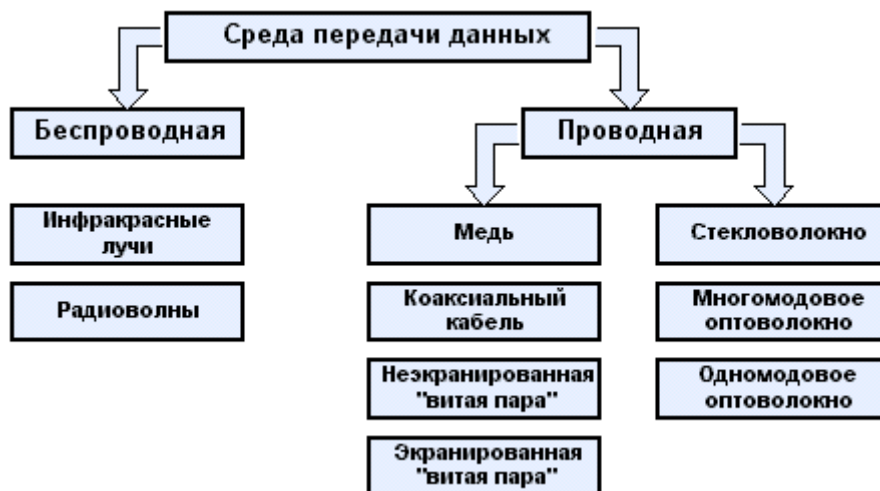 Среда передачи данных
Беспроводная
Проводная
Инфракрасные
лучи
Медь
Стекловолокно
Радиоволны
Коаксиальный
кабель
Многомодовое
оптоволокно
Неэкранированная
"витая пара"
Одномодовое
оптоволокно
Экранированная
"витая пара"